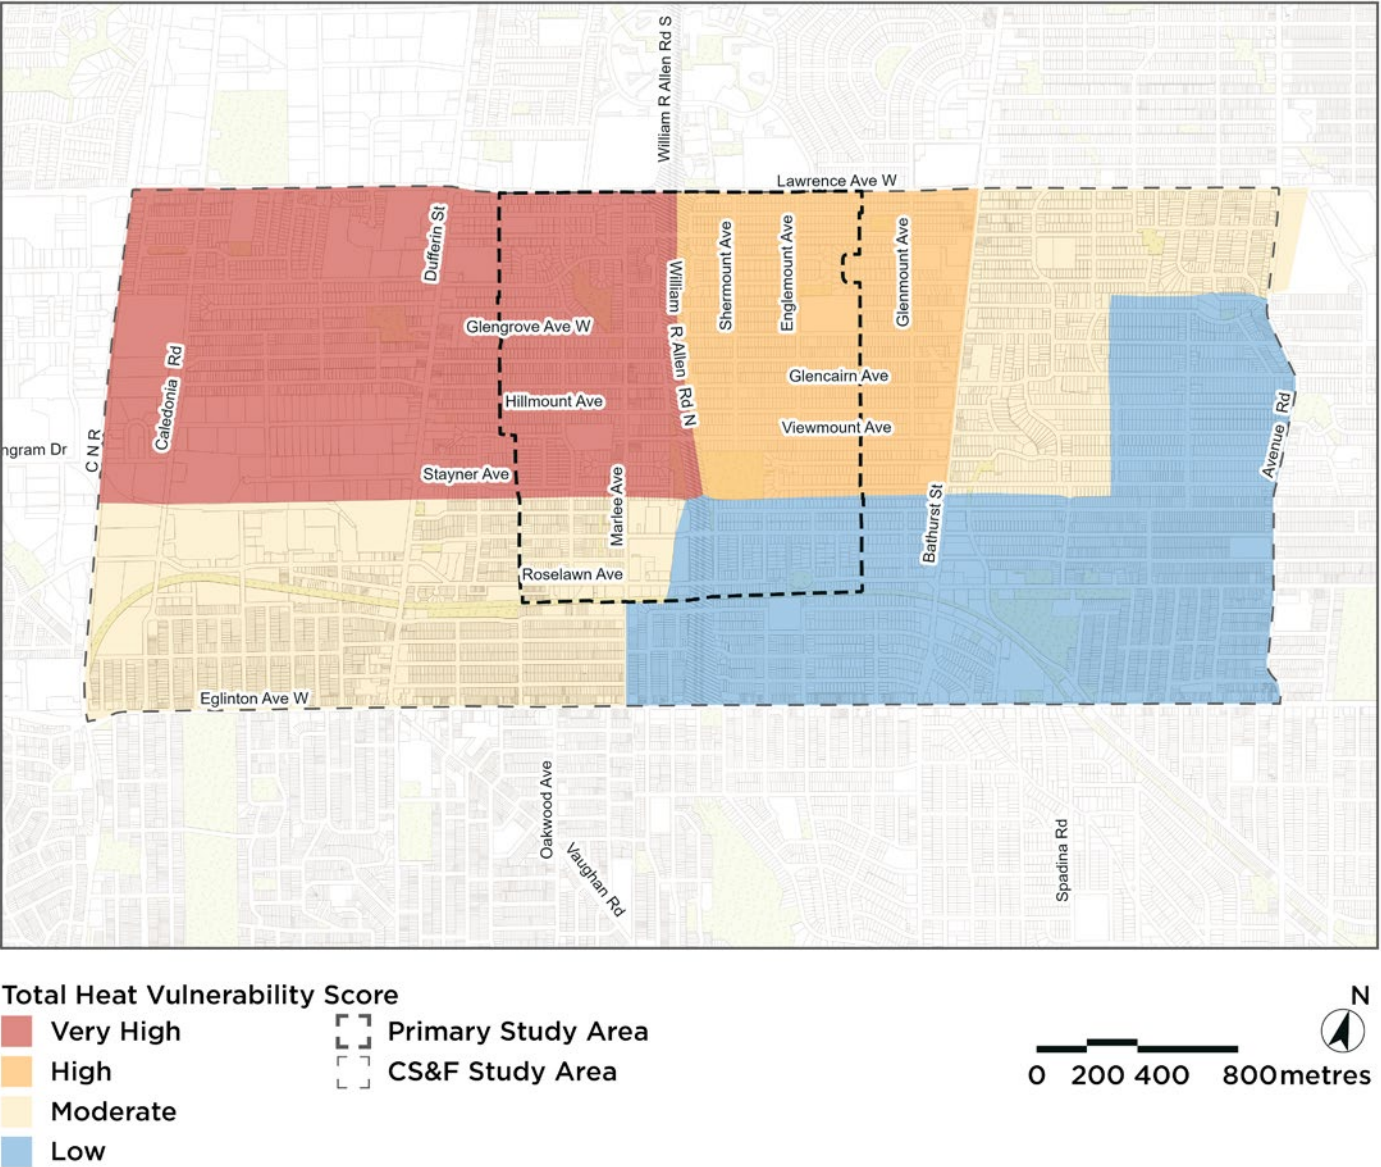 William R Allen Rd S
Lawrence Ave W
Dufferin St
Shermount Ave
Englemount Ave
Glenmount Ave
William R Allen Rd N
Glengrove Ave W
Caledonia Rd
Glencairn Ave
Hillmount Ave
Viewmount Ave
Avenue Rd
ngram Dr
C N R
Stayner Ave
Marlee Ave
Bathurst St
Roselawn Ave
Eglinton Ave W
Oakwood Ave
Vaughan Rd
Spadina Rd
Total Heat Vulnerability Score
Very High
High
Moderate
Low
Primary Study Area
CS&F Study Area
N
0 200 400 800 metres